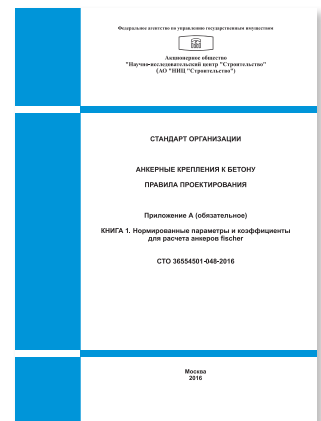 Федеральное агентство по управлению государственным имуществом
Акционерное общество
"Научно-исследовательский центр "Строительство"
(АО "НИЦ "Строительство")
СТАНДАРТ ОРГАНИЗАЦИИ
АНКЕРНЫЕ КРЕПЛЕНИЯ К БЕТОНУ
ПРАВИЛА ПРОЕКТИРОВАНИЯ
Приложение А (обязательное)
КНИГА 1. Нормированные параметры и коэффициенты
для расчета анкеров fischer
СТО 36554501-048-2016
Москва
2016